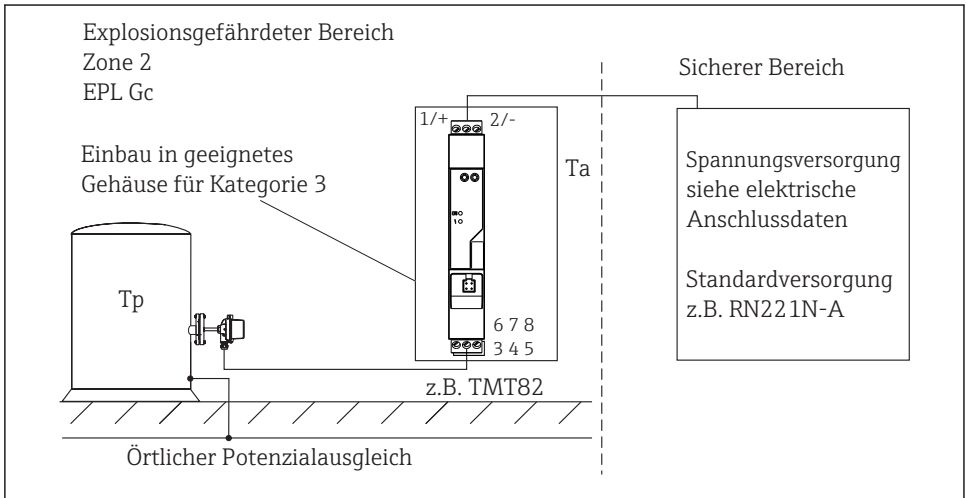 Explosionsgefährdeter Bereich
Zone 2
EPL Gc
Sicherer Bereich
1/+ 2/-
Einbau in geeignetes
Gehäuse für Kategorie 3
Ta
Spannungsversorgung
siehe elektrische
Anschlussdaten
Standardversorgung
z.B. RN221N-A
Tp
6 7 8
3 4 5
z.B. TMT82
Örtlicher Potenzialausgleich